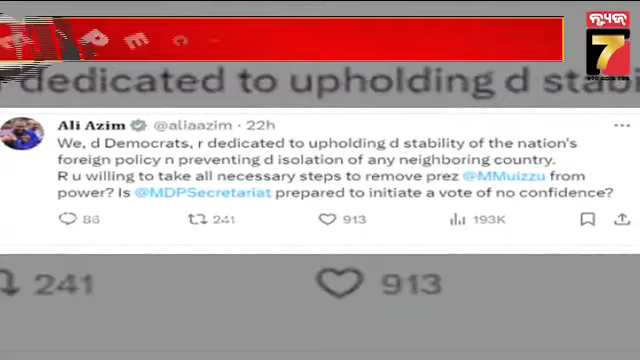 ନ୍ୟୁଜ୍
7
dedicated to upholding d stabi
Ali Azim @aliaazim · 22h
We, d Democrats, r dedicated to upholding d stability of the nation's
foreign policy n preventing d isolation of any neighboring country.
R u willing to take all necessary steps to remove prez @MMuizzu from
power? Is @MDPSecretariat prepared to initiate a vote of no confidence?
86 241 913 193K
241 913